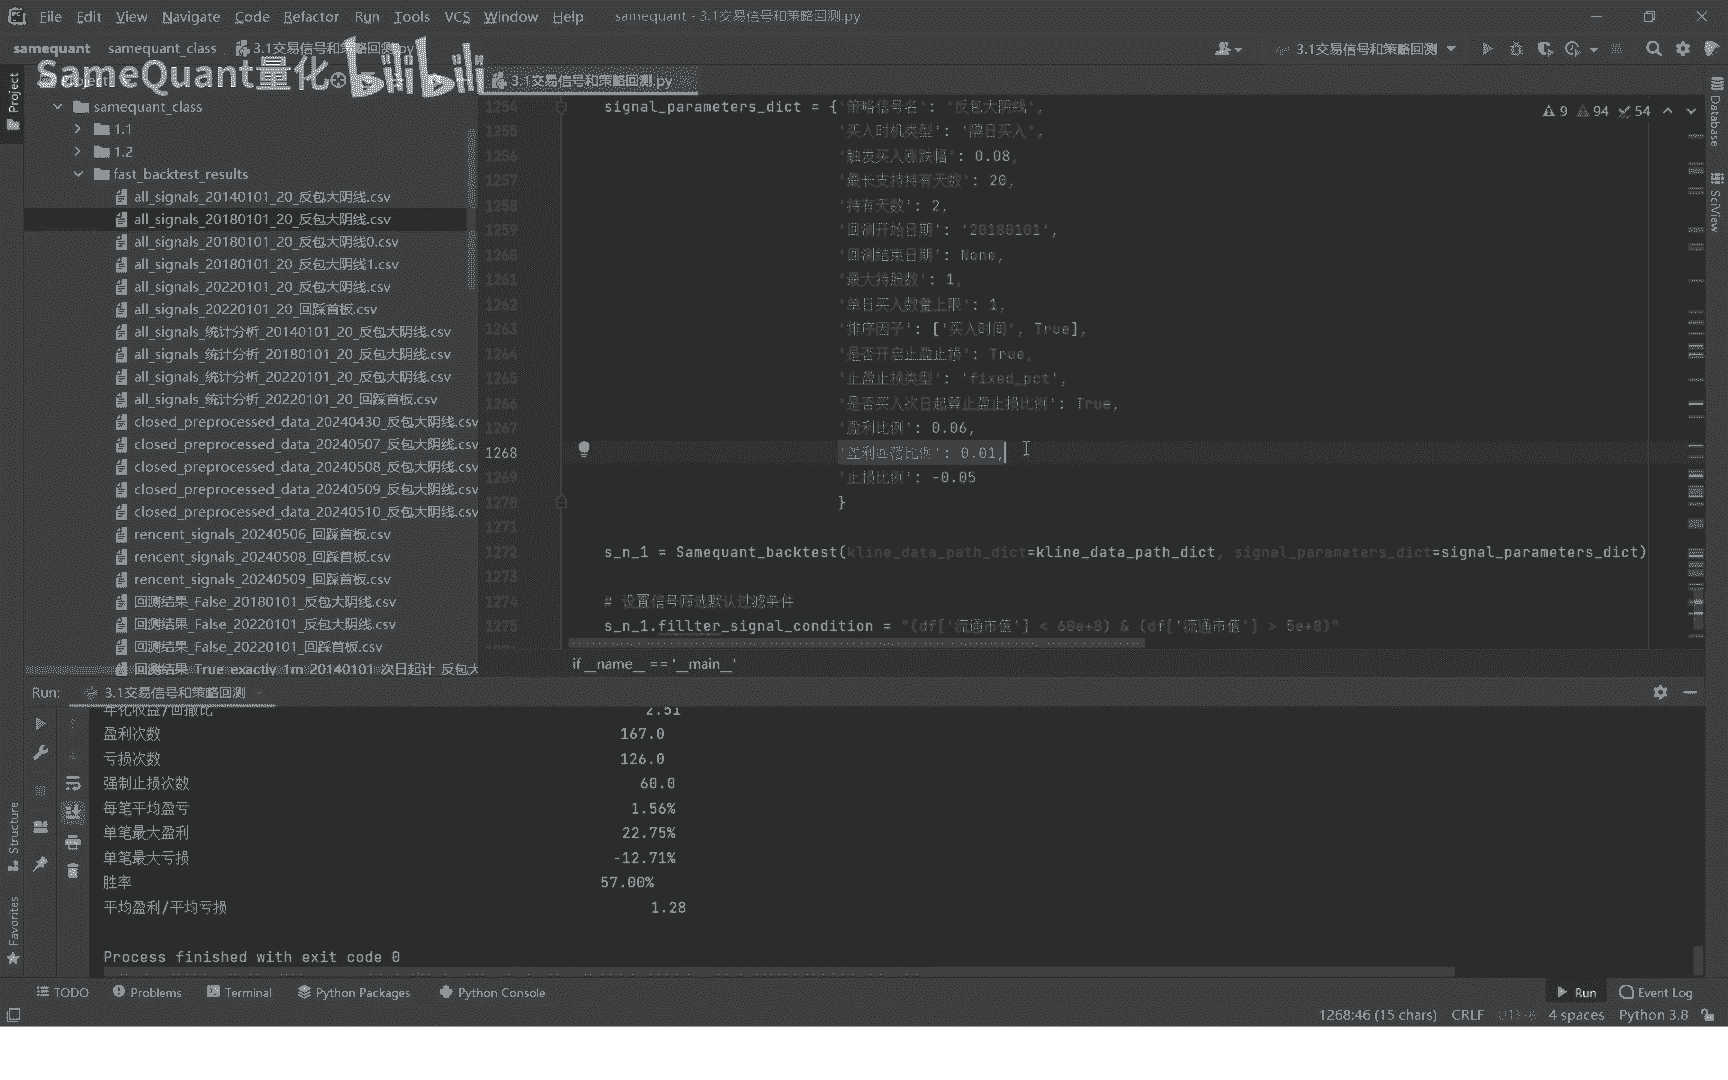 File Edit View Navigate Code Refactor Run Tools VCS Window Help samequant - 3.1交易信号和策略回测.py
samequant samequant_class 3.1交易信号和策略回测.py 3.1交易信号和策略回测
SameQuant量化 bilibili
3.1交易信号和策略回测.py
Project
samequant_class
1.1
1.2
fast_backtest_results
all_signals_20140101_20_反包大阴线.csv
all_signals_20180101_20_反包大阴线.csv
all_signals_20180101_20_反包大阴线0.csv
all_signals_20180101_20_反包大阴线1.csv
all_signals_20220101_20_反包大阴线.csv
all_signals_20220101_20_回踩首板.csv
all_signals_统计分析_20140101_20_反包大阴线.csv
all_signals_统计分析_20180101_20_反包大阴线.csv
all_signals_统计分析_20220101_20_反包大阴线.csv
all_signals_统计分析_20220101_20_回踩首板.csv
closed_preprocessed_data_20240430_反包大阴线.csv
closed_preprocessed_data_20240507_反包大阴线.csv
closed_preprocessed_data_20240508_反包大阴线.csv
closed_preprocessed_data_20240509_反包大阴线.csv
closed_preprocessed_data_20240510_反包大阴线.csv
rencent_signals_20240506_回踩首板.csv
rencent_signals_20240508_回踩首板.csv
rencent_signals_20240509_回踩首板.csv
回测结果_False_20180101_反包大阴线.csv
回测结果_False_20220101_反包大阴线.csv
回测结果_False_20220101_回踩首板.csv
回测结果_True_exactly_1m_20140101_次日起计_反包大
9 94 54
1254 signal_parameters_dict = {'策略信号名': '反包大阴线',
1255 '买入时机类型': '隔日买入',
1256 '触发买入涨跌幅': 0.08,
1257 '最长支持持有天数': 20,
1258 '持有天数': 2,
1259 '回测开始日期': '20180101',
1260 '回测结束日期': None,
1261 '最大持股数': 1,
1262 '单日买入数量上限': 1,
1263 '排序因子': ['买入时间', True],
1264 '是否开启止盈止损': True,
1265 '止盈止损类型': 'fixed_pct',
1266 '是否买入次日起算止盈止损比例': True,
1267 '盈利比例': 0.06,
1268 '盈利回落比例': 0.01,
1269 '止损比例': -0.05
1270 }
1271
1272 s_n_1 = Samequant_backtest(kline_data_path_dict=kline_data_path_dict, signal_parameters_dict=signal_parameters_dict)
1273
1274 # 设置信号筛选默认过滤条件
1275 s_n_1.fillter_signal_condition = "(df['流通市值'] < 60e+8) & (df['流通市值'] > 5e+8)"
if __name__ == '__main__'
Database
SciView
Run: 3.1交易信号和策略回测
年化收益/回撤比 2.51
盈利次数 167.0
亏损次数 126.0
强制止损次数 60.0
每笔平均盈亏 1.56%
单笔最大盈利 22.75%
单笔最大亏损 -12.71%
胜率 57.00%
平均盈利/平均亏损 1.28
Process finished with exit code 0
Structure
Favorites
TODO Problems Terminal Python Packages Python Console Run Event Log
1268:46 (15 chars) CRLF UTF-8 4 spaces Python 3.8